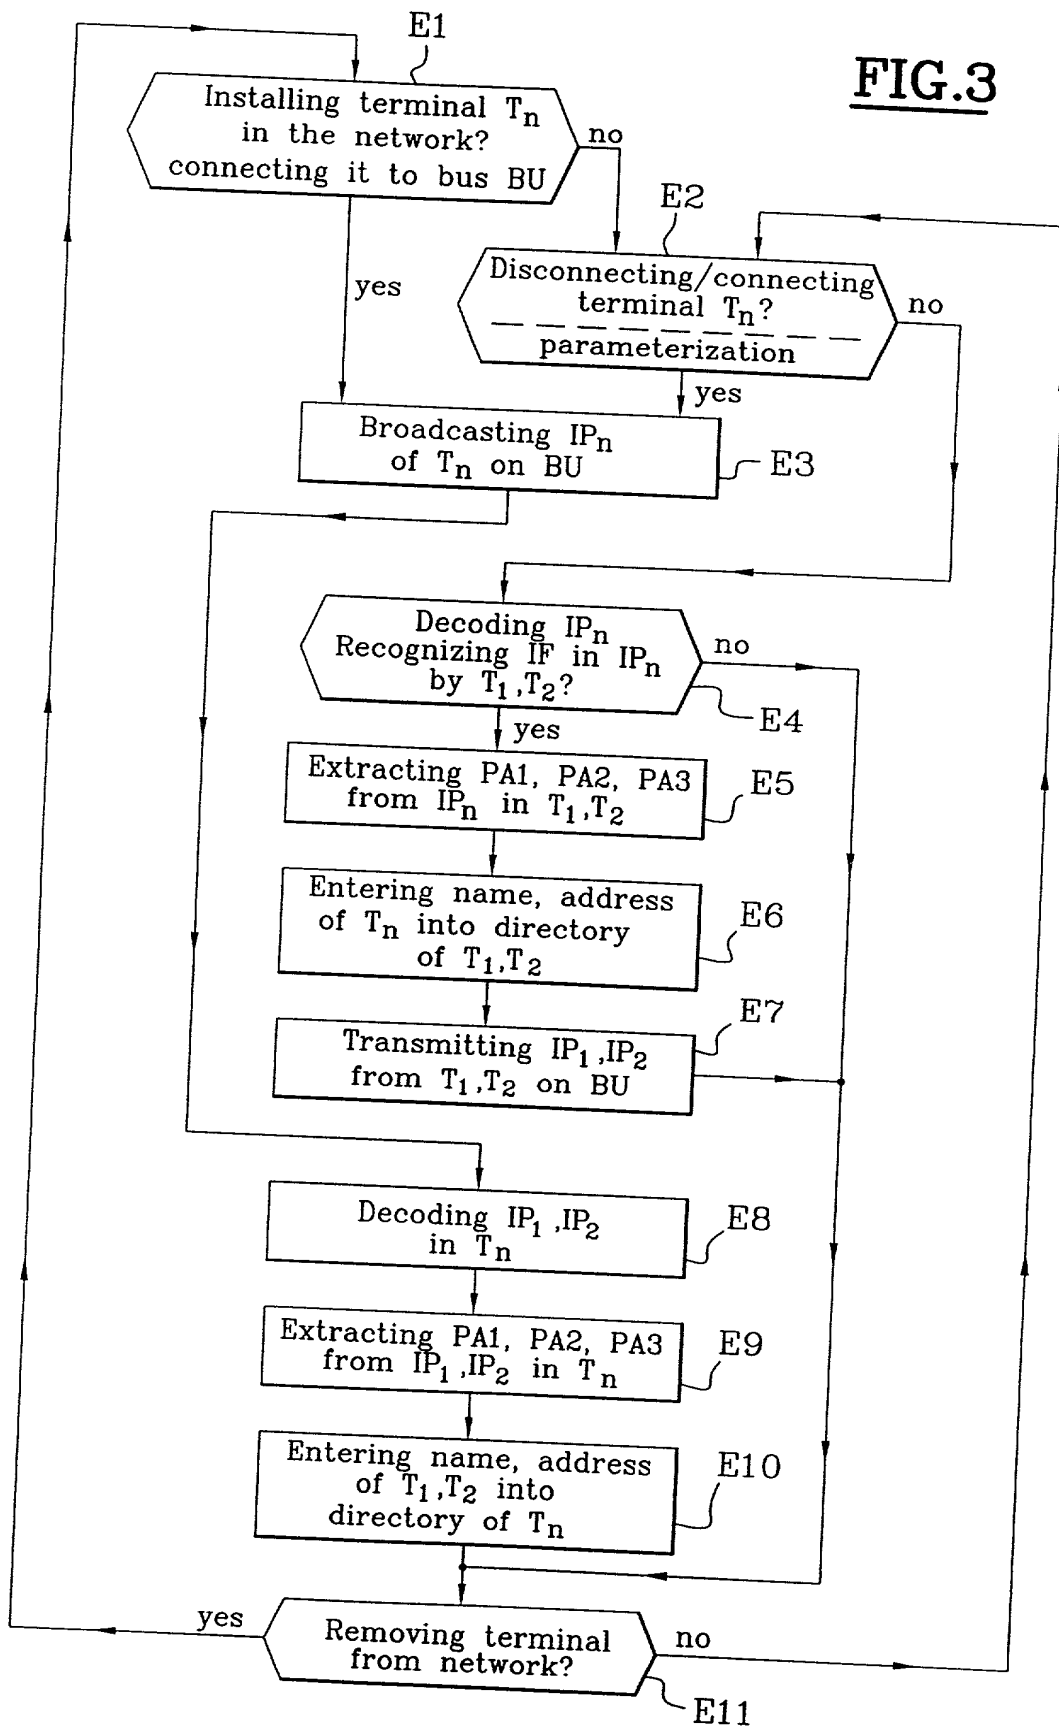 E1
FIG.3
Installing terminal Tn
in the network?
connecting it to bus BU
no
E2
yes
Disconnecting/connecting
terminal Tn?
parameterization
no
yes
Broadcasting IPn
of Tn on BU
E3
Decoding IPn
Recognizing IF in IPn
by T1,T2?
no
E4
yes
Extracting PA1, PA2, PA3
from IPn in T1,T2
E5
Entering name, address
of Tn into directory
of T1,T2
E6
E7
Transmitting IP1,IP2
from T1,T2 on BU
Decoding IP1,IP2
in Tn
E8
Extracting PA1, PA2, PA3
from IP1,IP2 in Tn
E9
Entering name, address
of T1,T2 into
directory of Tn
E10
yes
Removing terminal
from network?
no
E11